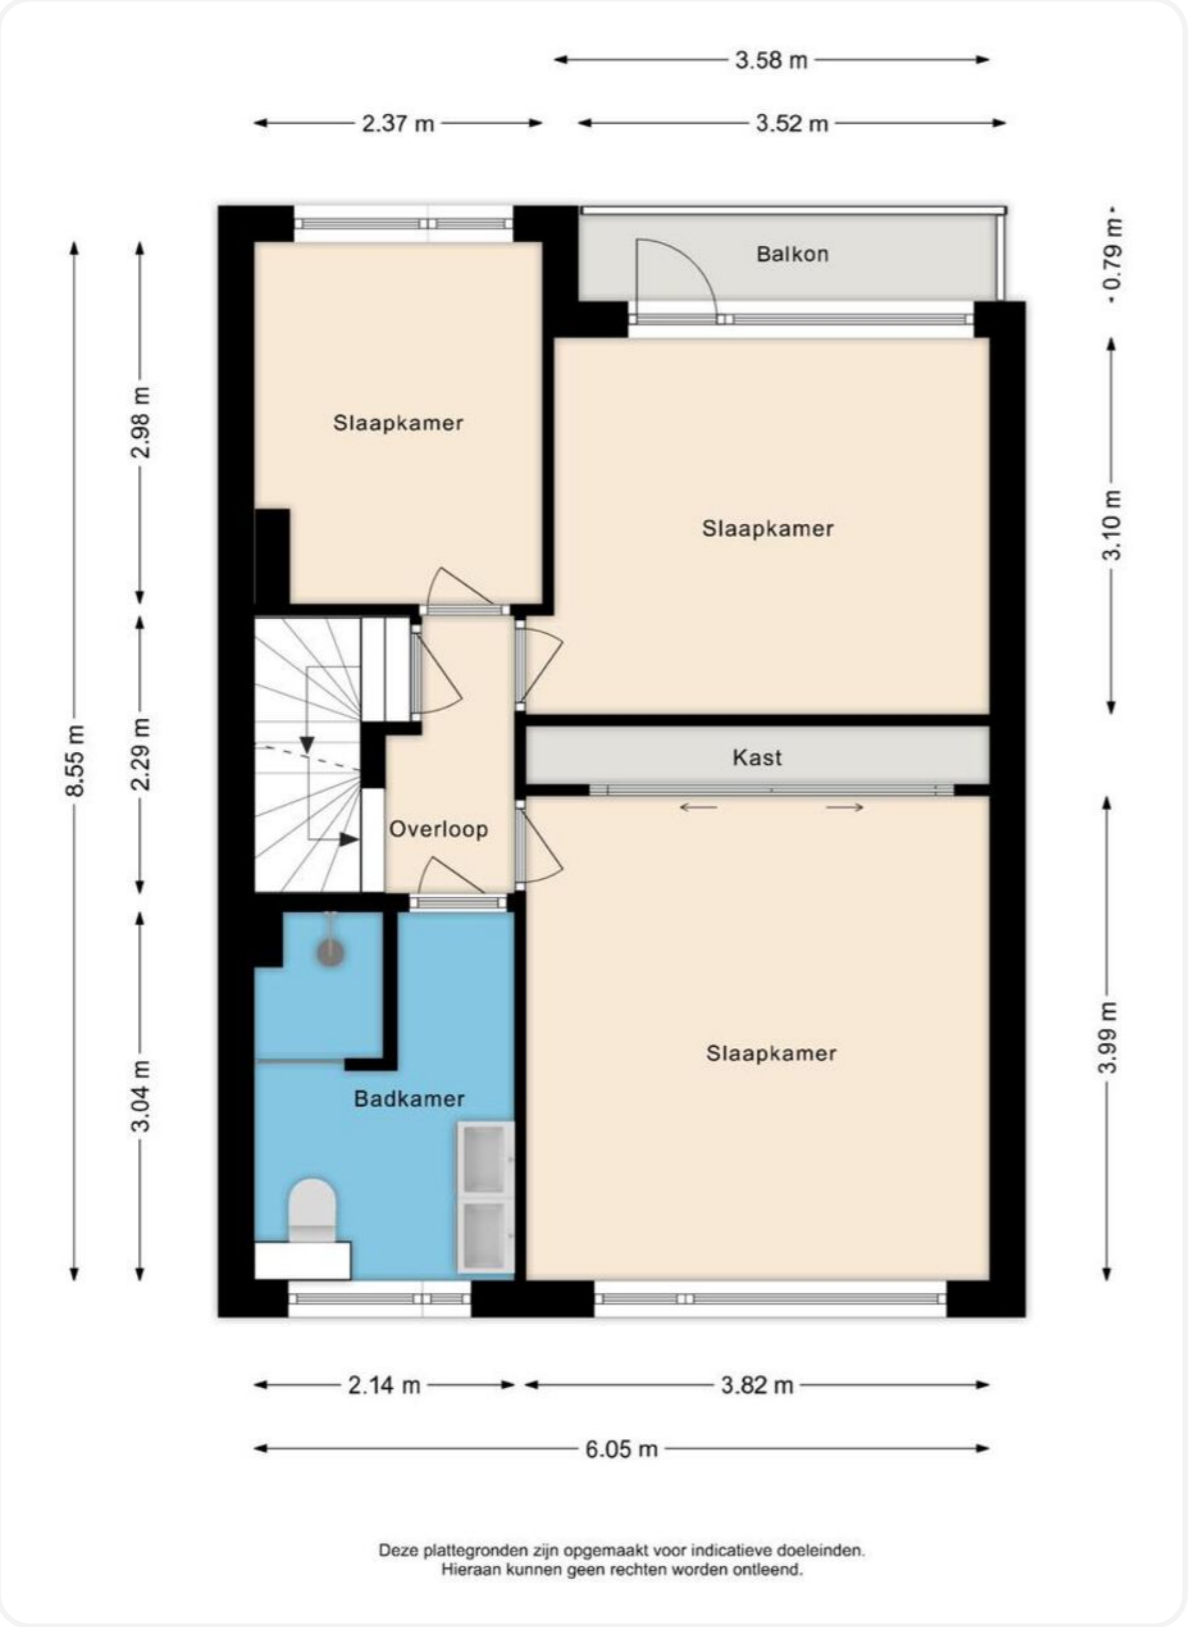 3.58 m
2.37 m
3.52 m
Balkon
0.79 m
Slaapkamer
2.98 m
Slaapkamer
3.10 m
8.55 m
2.29 m
Kast
Overloop
Slaapkamer
3.99 m
Badkamer
3.04 m
2.14 m
3.82 m
6.05 m
Deze plattegronden zijn opgemaakt voor indicatieve doeleinden.
Hieraan kunnen geen rechten worden ontleend.